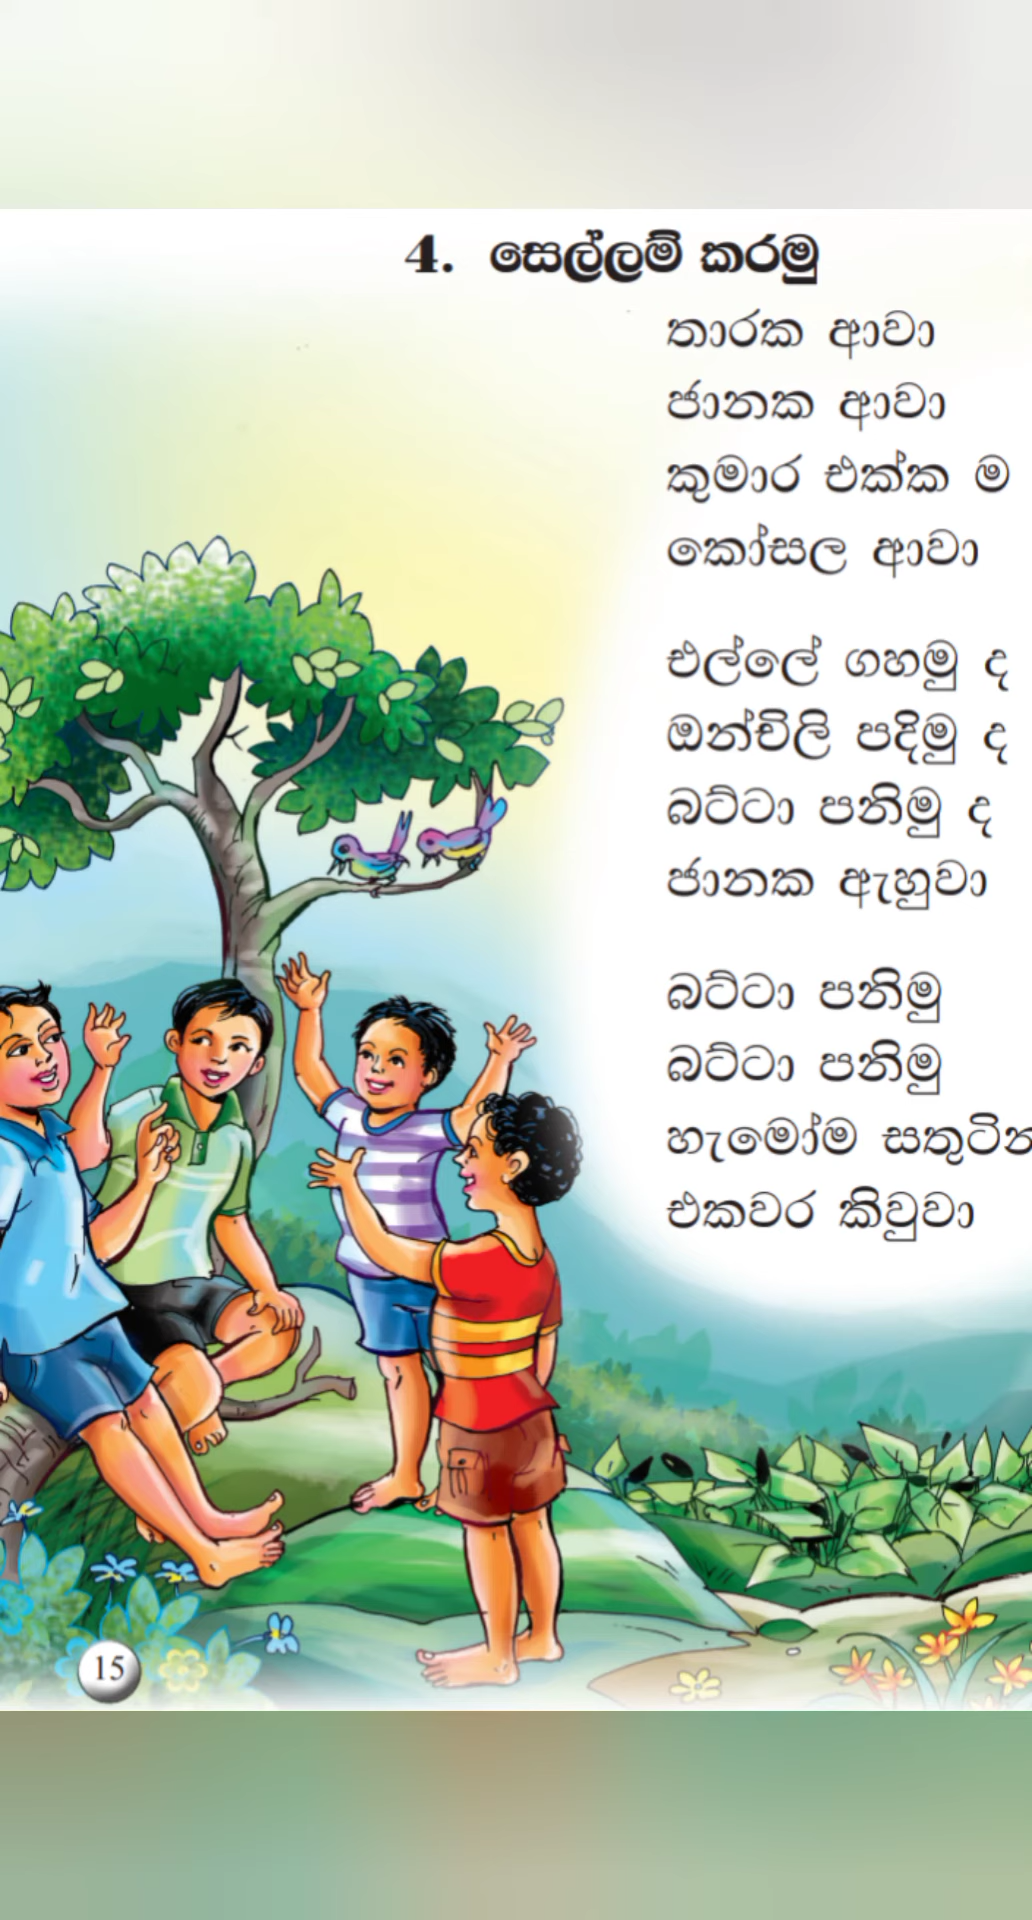 4. සෙල්ලම් කරමු
තාරක ආවා
ජානක ආවා
කුමාර එක්ක ම
කෝසල ආවා
එල්ලේ ගහමු ද
ඔන්චිලි පදිමු ද
බට්ටා පනිමු ද
ජානක ඇහුවා
බට්ටා පනිමු
බට්ටා පනිමු
හැමෝම
එකවර කිවුවා
15